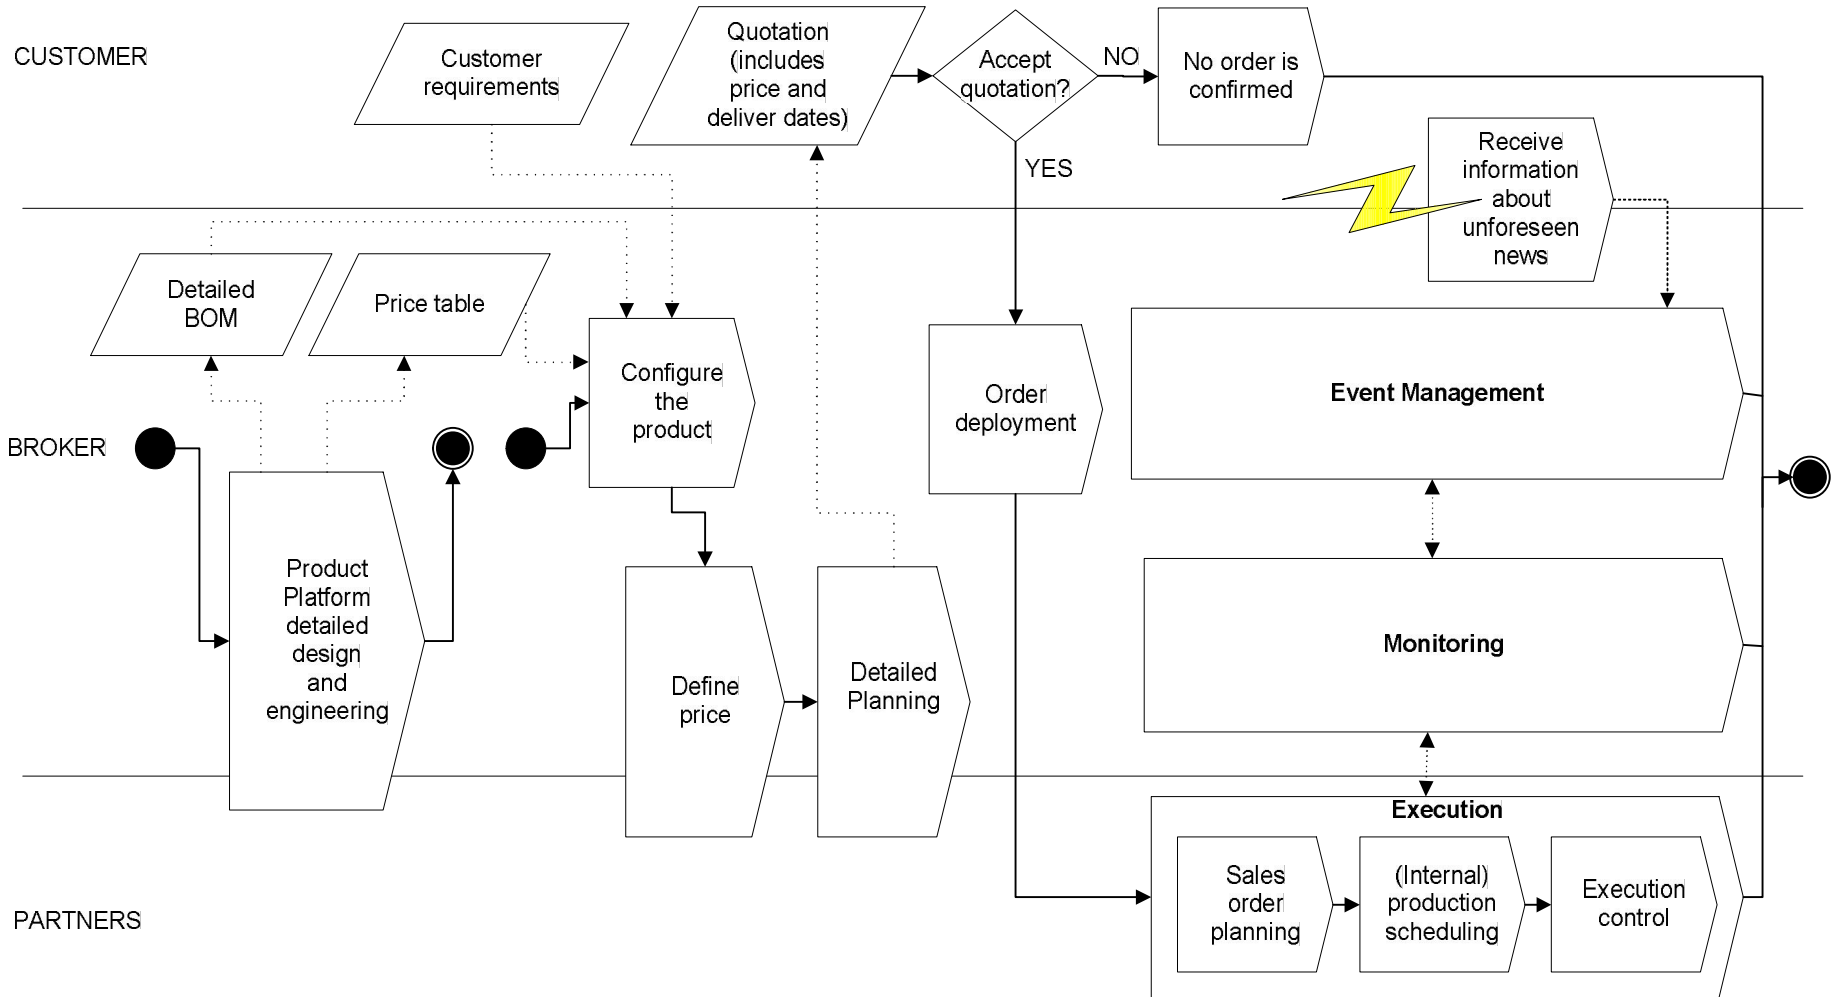 CUSTOMER
Customer
requirements
Quotation
(includes
price and
deliver dates)
Accept
quotation?
NO
No order is
confirmed
YES
Receive
information
about
unforeseen
news
Detailed
BOM
Price table
Configure
the
product
Order
deployment
Event Management
BROKER
Product
Platform
detailed
design
and
engineering
Define
price
Detailed
Planning
Monitoring
PARTNERS
Execution
Sales
order
planning
(Internal)
production
scheduling
Execution
control